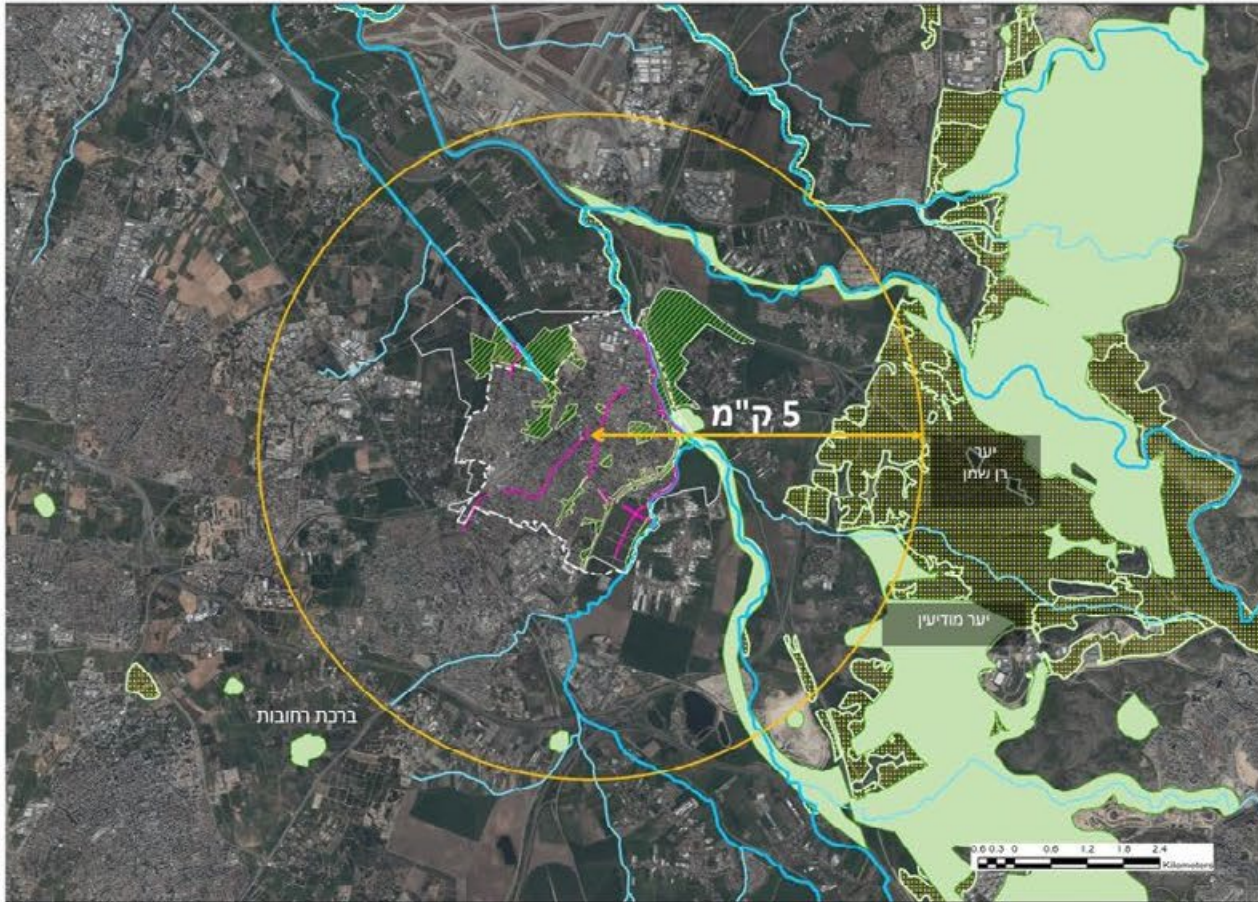 5 ק"מ
יער
רן שמן
יער מודיעין
ברכת רחובות
0.6 0.3 0 0.6 1.2 1.8 2.4
Kilometers